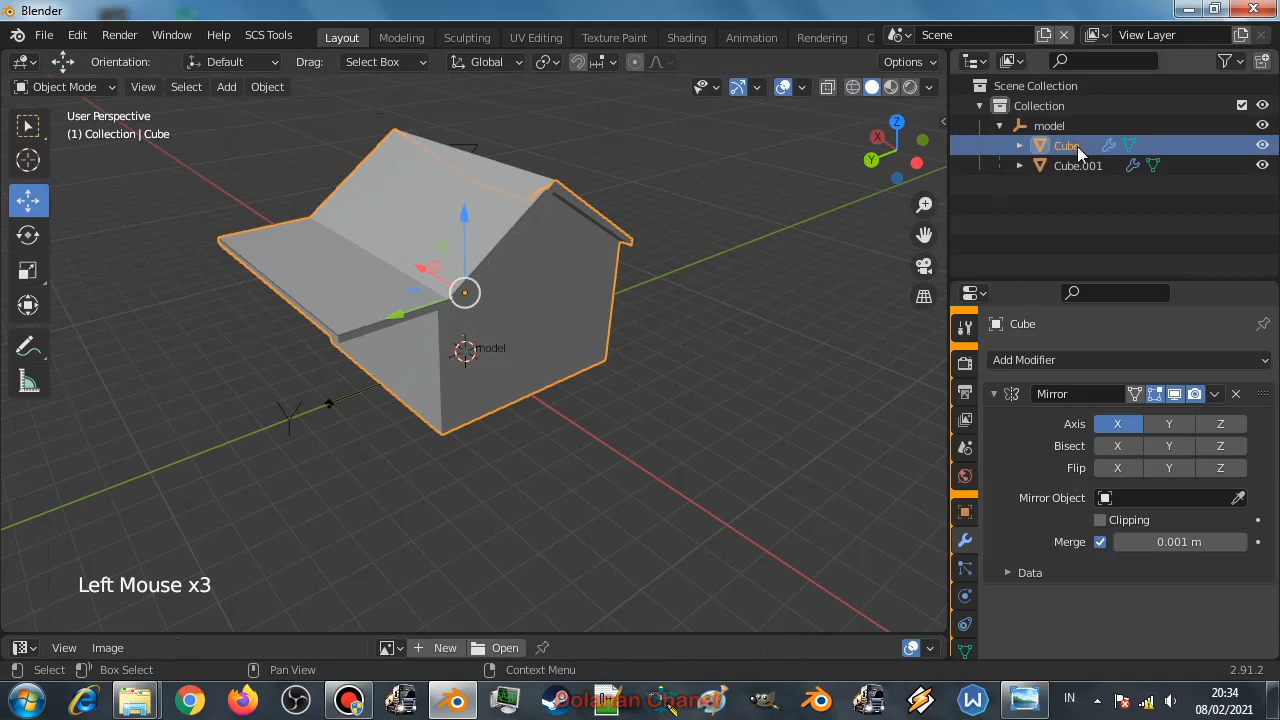 Blender
File Edit Render Window Help SCS Tools Layout Modeling Sculpting UV Editing Texture Paint Shading Animation Rendering C Scene View Layer
Orientation: Default Drag: Select Box Global Options
Object Mode View Select Add Object
User Perspective
(1) Collection | Cube
Z
X
Y
model
Y
Left Mouse x3
Scene Collection
Collection
model
Cube
Cube.001
Cube
Add Modifier
Mirror
Axis X Y Z
Bisect X Y Z
Flip X Y Z
Mirror Object
Clipping
Merge 0.001 m
Data
View Image New Open
Select Box Select Pan View Context Menu 2.91.2
Dolahan Chanel
IN
20:34
08/02/2021